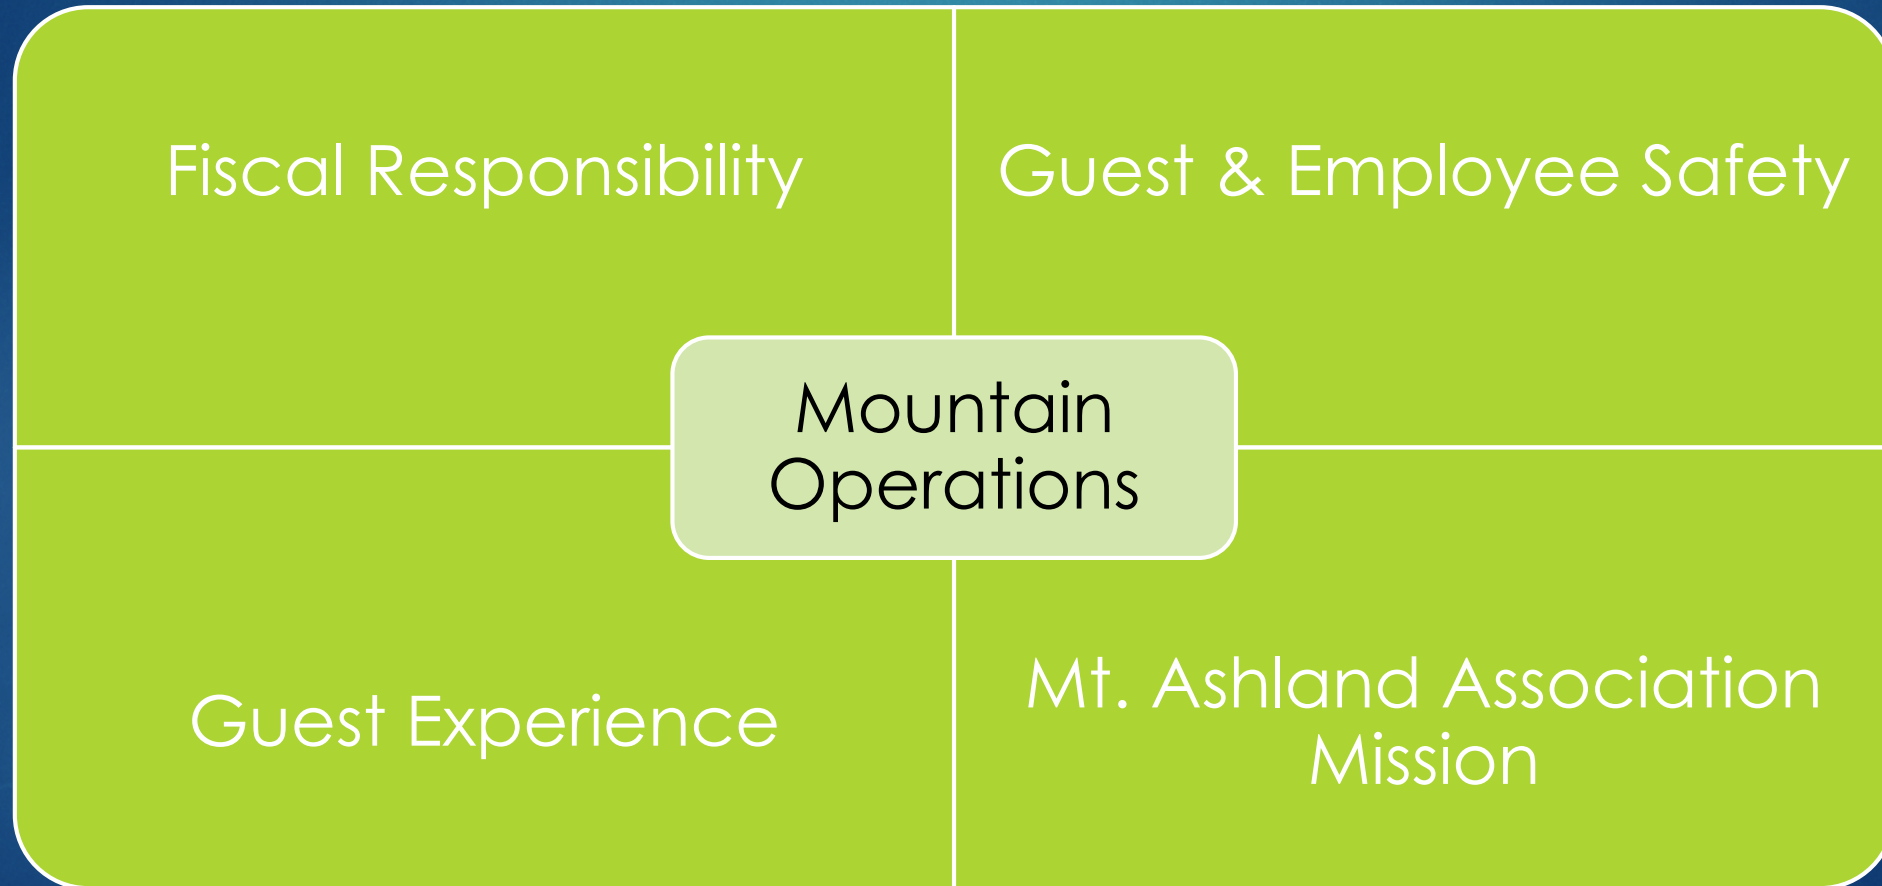 Fiscal Responsibility
Guest & Employee Safety
Mountain
Operations
Guest Experience
Mt. Ashland Association
Mission